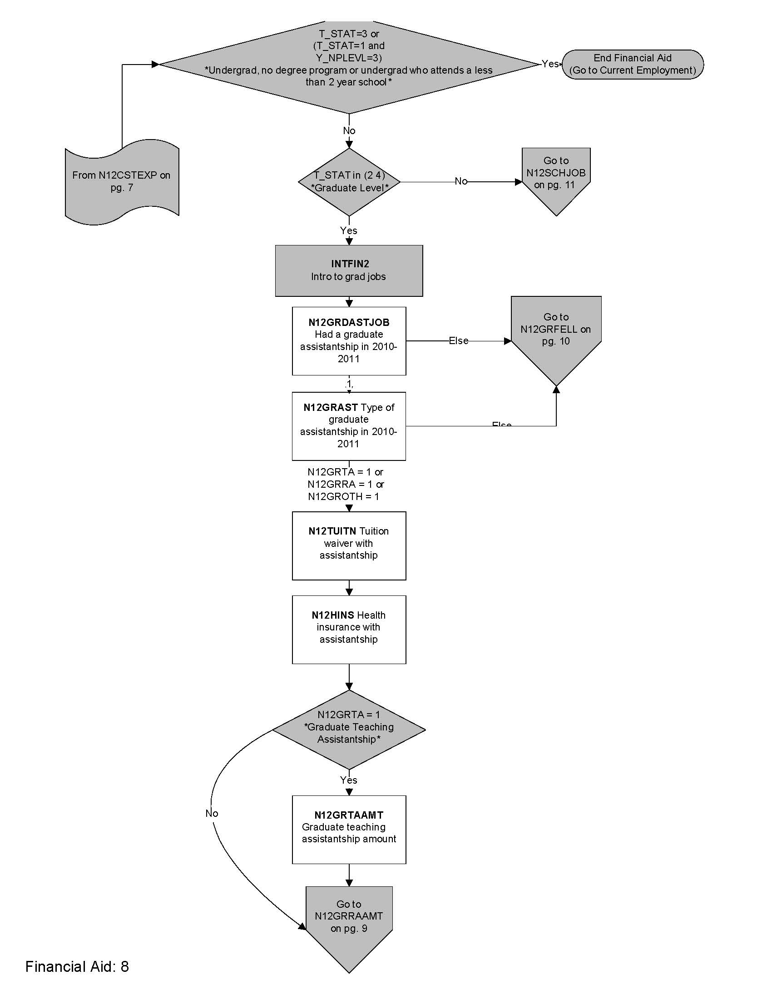 T_STAT=3 or
(T_STAT=1 and
Y_NPLEVL=3)
*Undergrad, no degree program or undergrad who attends a less
than 2 year school*
Yes
End Financial Aid
(Go to Current Employment)
No
From N12CSTEXP on
pg. 7
T_STAT in (2 4)
*Graduate Level*
No
Go to
N12SCHJOB
on pg. 11
Yes
INTFIN2
Intro to grad jobs
N12GRDASTJOB
Had a graduate
assistantship in 2010-
2011
Else
Go to
N12GRFELL on
pg. 10
1
N12GRAST Type of
graduate
assistantship in 2010-
2011
Else
N12GRTA = 1 or
N12GRRA = 1 or
N12GROTH = 1
N12TUITN Tuition
waiver with
assistantship
N12HINS Health
insurance with
assistantship
N12GRTA = 1
*Graduate Teaching
Assistantship*
Yes
No
N12GRTAAMT
Graduate teaching
assistantship amount
Go to
N12GRRAAMT
on pg. 9
Financial Aid: 8